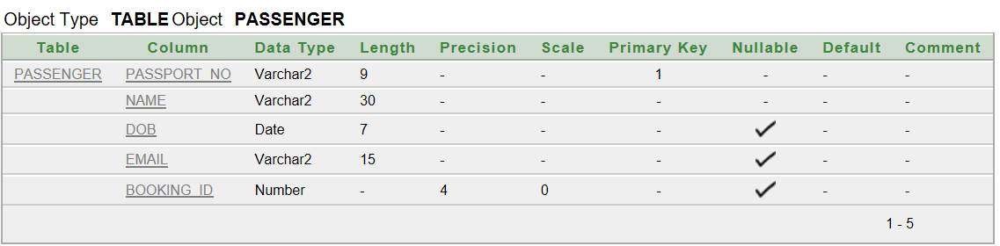 Object Type TABLE Object PASSENGER
Table Column Data Type Length Precision Scale Primary Key Nullable Default Comment
PASSENGER PASSPORT_NO Varchar2 9 - - 1 - - -
NAME Varchar2 30 - - - - - -
DOB Date 7 - - - ✓ - -
EMAIL Varchar2 15 - - - ✓ - -
BOOKING_ID Number - 4 0 - ✓ - -
1 - 5